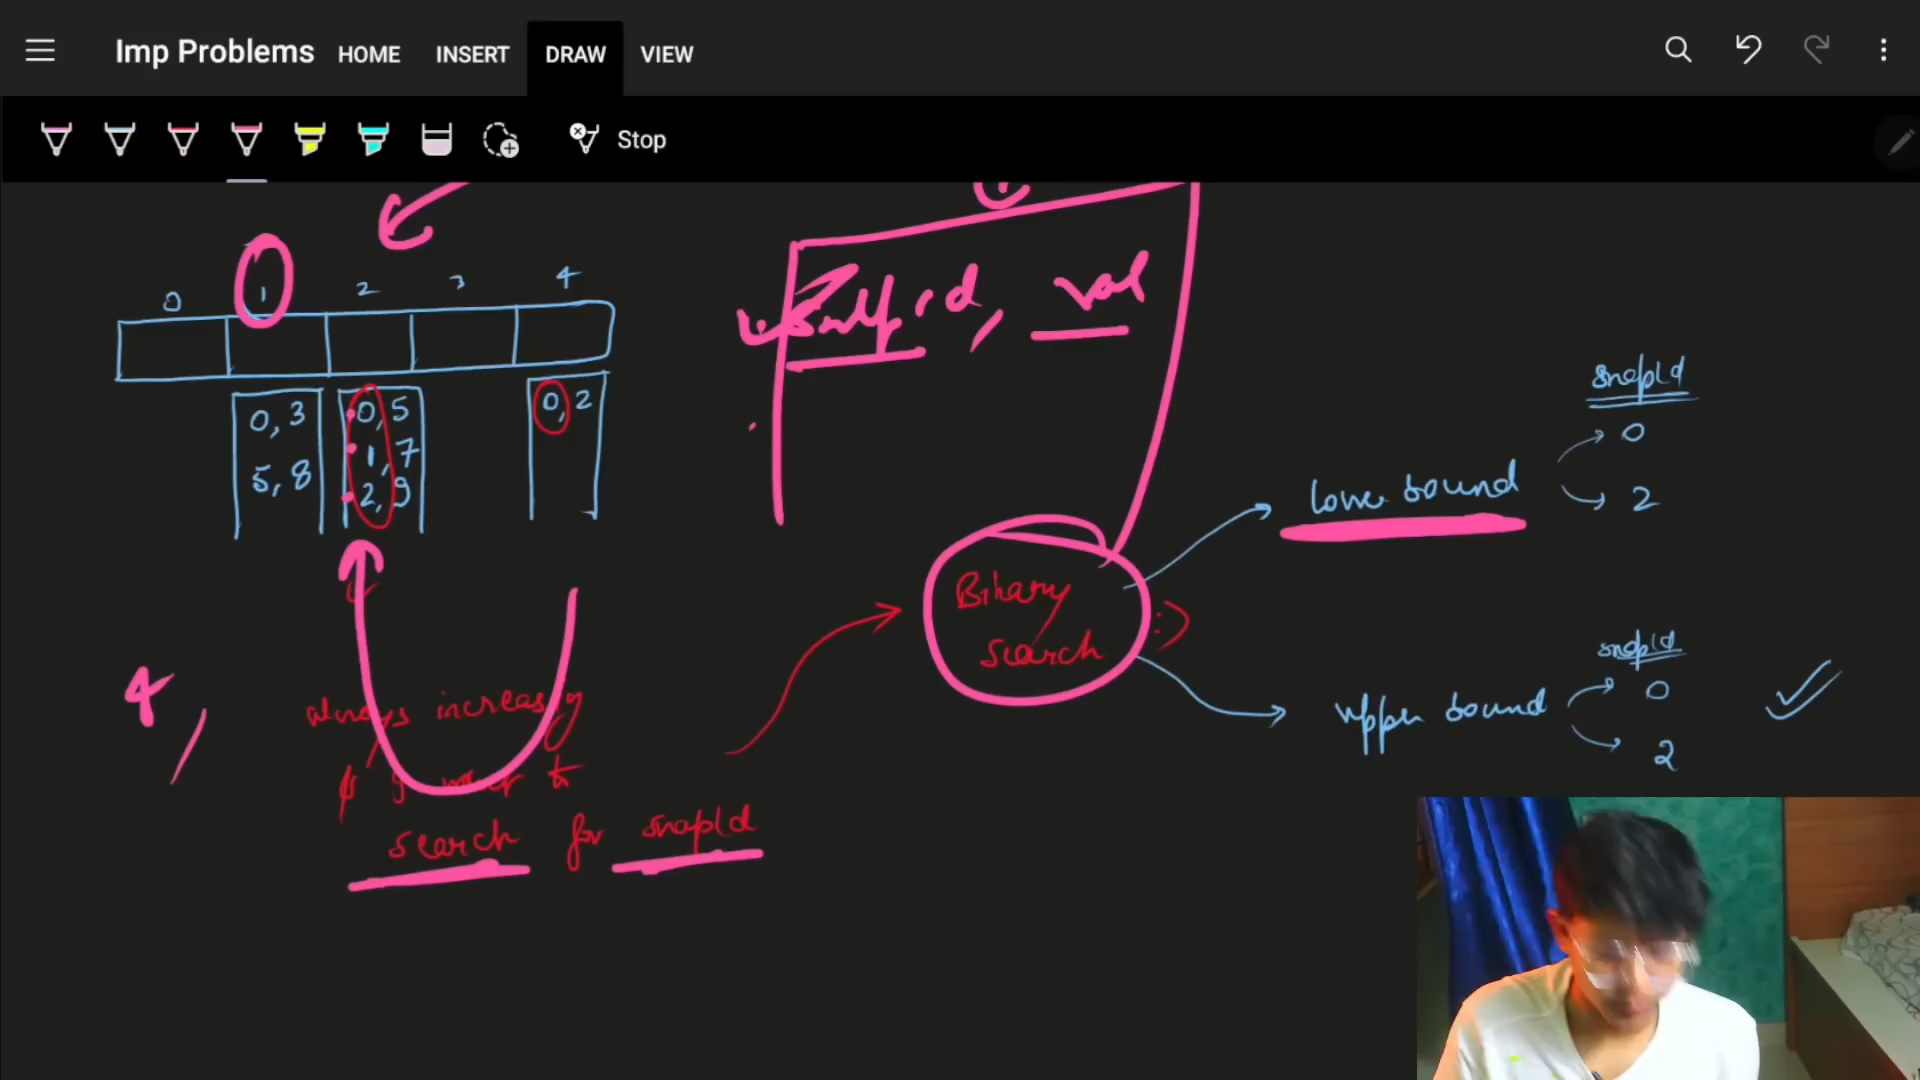 Imp Problems HOME INSERT DRAW VIEW
Stop
0 1 2 3 4
0, 3
5, 8
0, 5
1, 7
2, 9
0, 2
, val
snapId
0
2
lower bound
Binary
search :)
snapId
0
2
upper bound
4,
always increasing
search for snapId